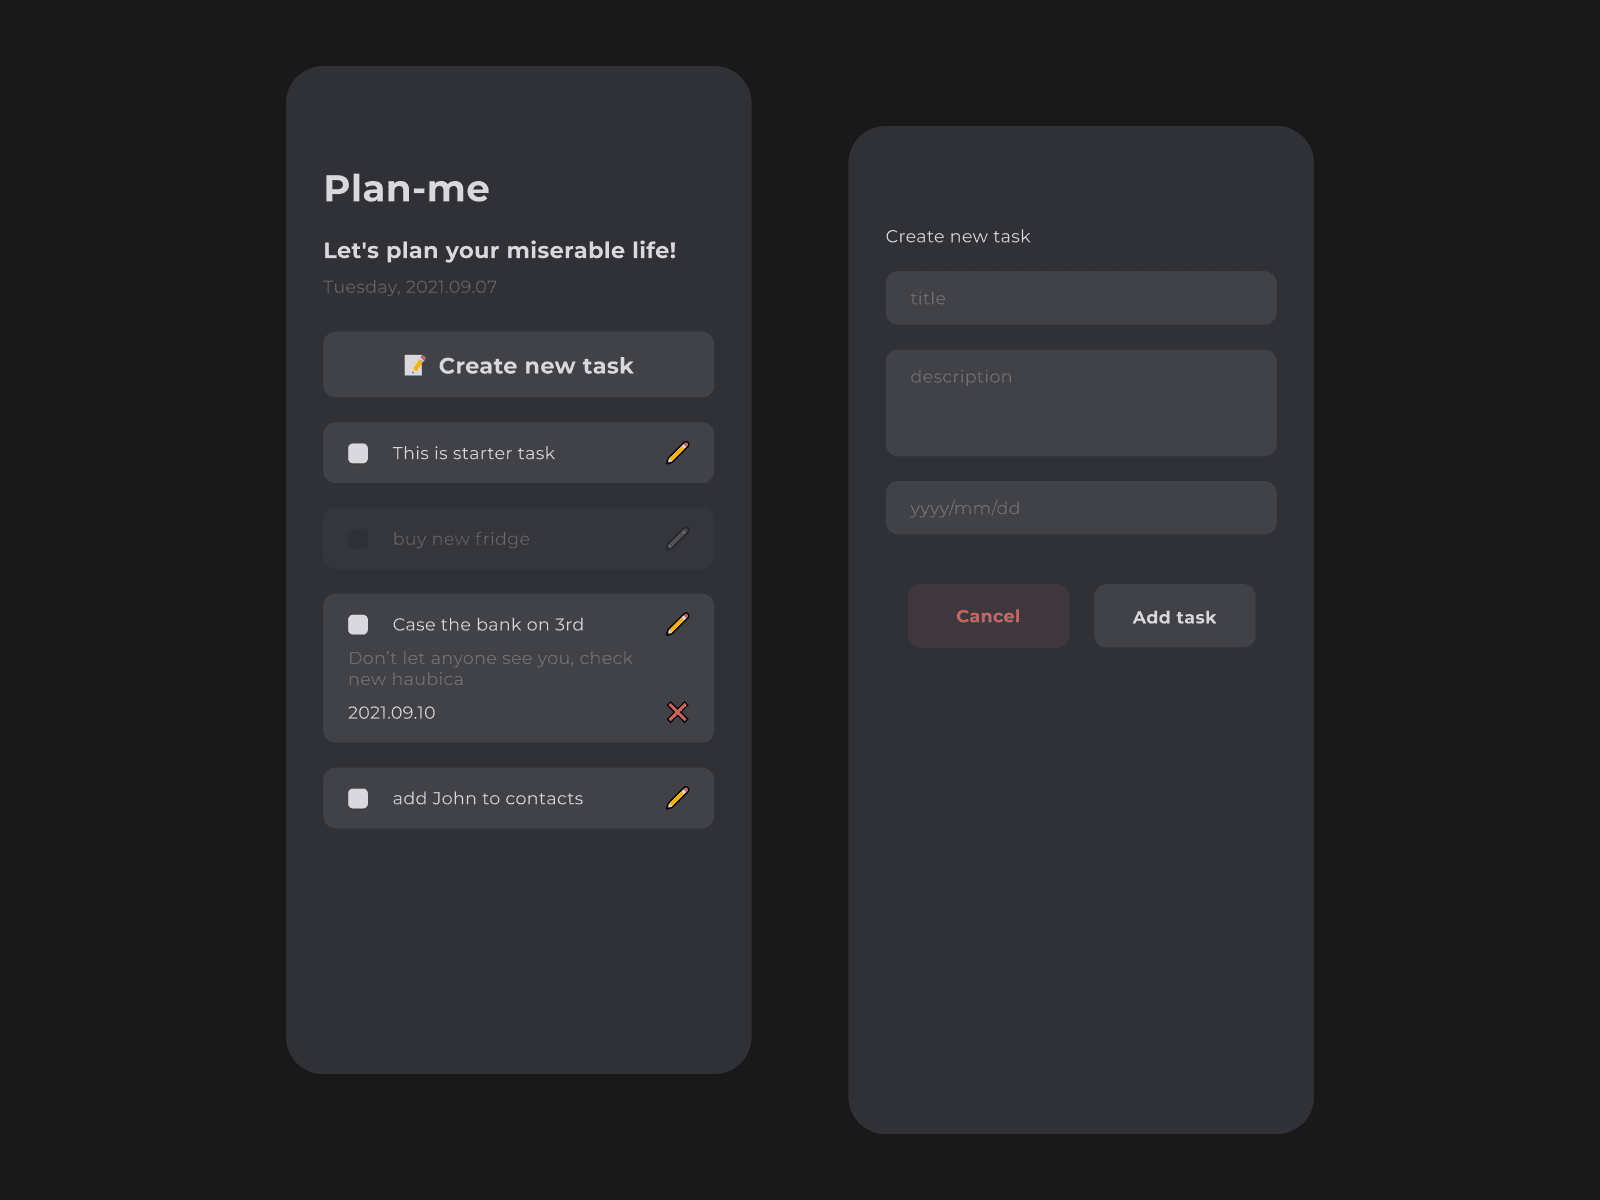 Plan-me
Let's plan your miserable life!
Tuesday, 2021.09.07
Create new task
This is starter task
buy new fridge
Case the bank on 3rd
Don't let anyone see you, check
new haubica
2021.09.10
add John to contacts
Create new task
title
description
yyyy/mm/dd
Cancel
Add task